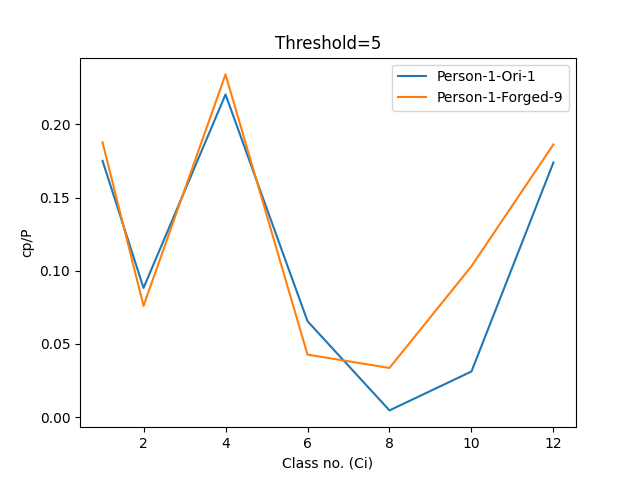 Threshold=5
Person-1-Ori-1
Person-1-Forged-9
cp/P
0.20
0.15
0.10
0.05
0.00
2 4 6 8 10 12
Class no. (Ci)